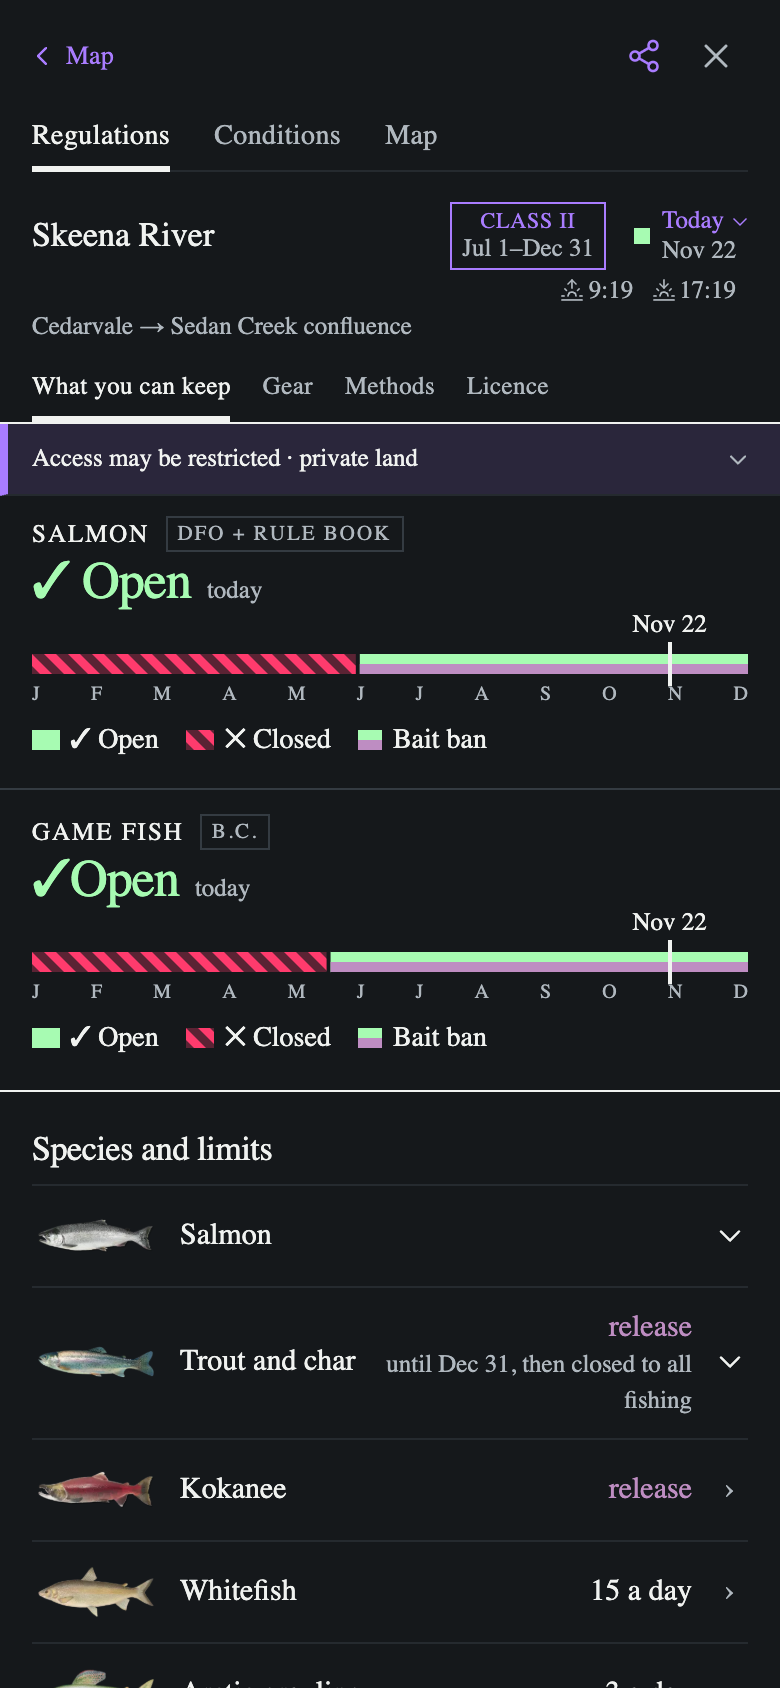 Map
Regulations Conditions Map
Skeena River
CLASS II
Jul 1–Dec 31
Today
Nov 22
9:19 17:19
Cedarvale → Sedan Creek confluence
What you can keep Gear Methods Licence
Access may be restricted · private land
SALMON DFO + RULE BOOK
✓ Open today
Nov 22
J F M A M J J A S O N D
✓ Open ✕ Closed Bait ban
GAME FISH B.C.
✓Open today
Nov 22
J F M A M J J A S O N D
✓ Open ✕ Closed Bait ban
Species and limits
Salmon
Trout and char
release
until Dec 31, then closed to all
fishing
Kokanee release
Whitefish 15 a day